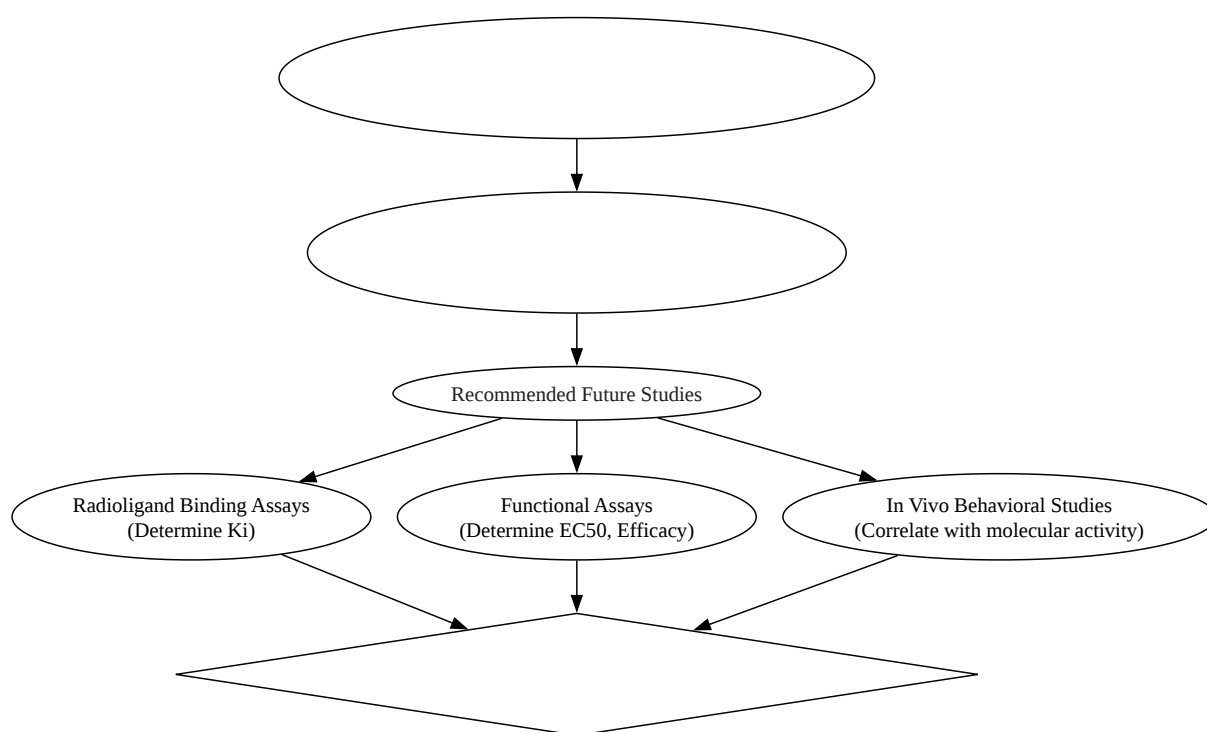 Recommended Future Studies
Radioligand Binding Assays
(Determine Ki)
Functional Assays
(Determine EC50, Efficacy)
In Vivo Behavioral Studies
(Correlate with molecular activity)